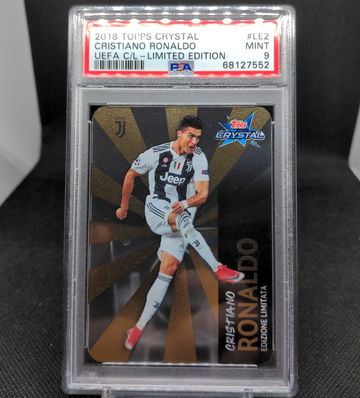 2018 TOPPS CRYSTAL #LE2
CRISTIANO RONALDO MINT
UEFA C/L-LIMITED EDITION 9
PSA 68127552
Topps
CRYSTAL
Jeep
CRISTIANO
RONALDO
EDIZIONE LIMITATA